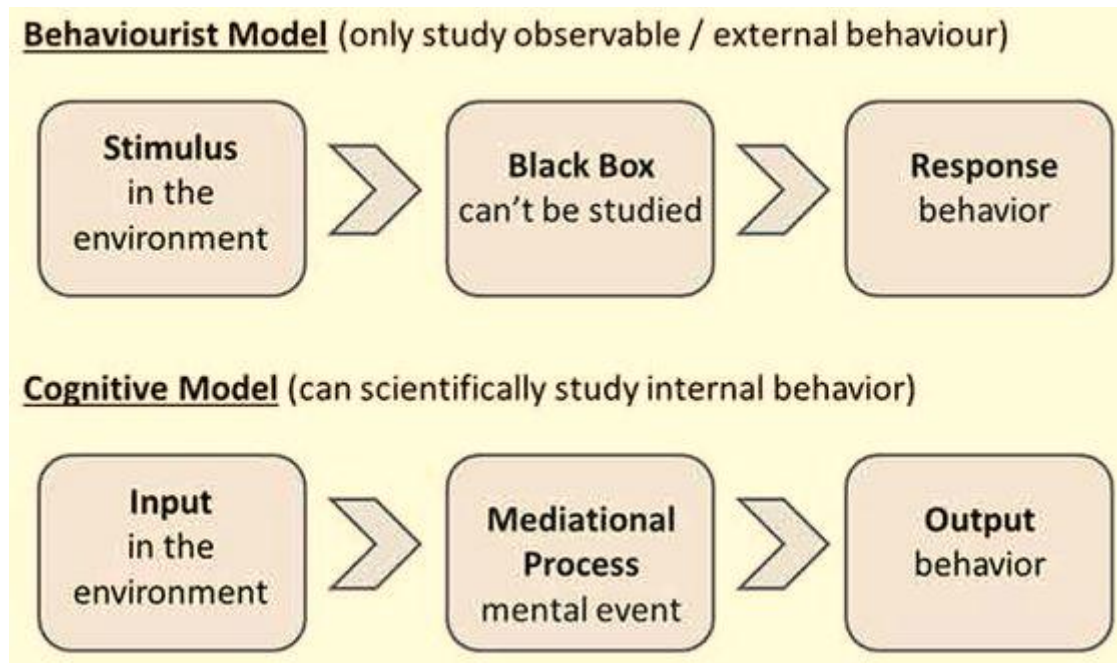 Behaviourist Model (only study observable / external behaviour)
Stimulus
in the
environment
Black Box
can't be studied
Response
behavior
Cognitive Model (can scientifically study internal behavior)
Input
in the
environment
Mediational
Process
mental event
Output
behavior